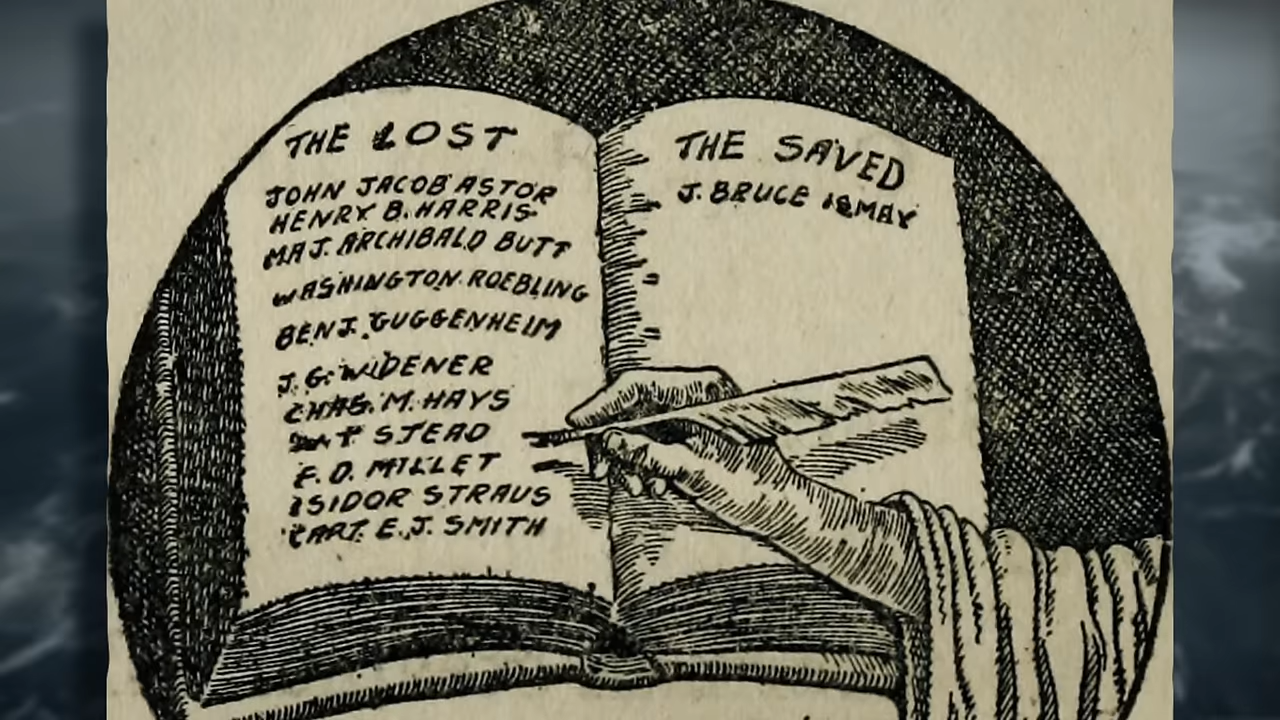 THE LOST
JOHN JACOB ASTOR
HENRY B. HARRIS
MAJ. ARCHIBALD BUTT
WASHINGTON ROEBLING
BENJ. GUGGENHEIM
J. G. WIDENER
CHAS. M. HAYS
STEAD
F. D. MILLET
ISIDOR STRAUS
CAPT. E. J. SMITH
THE SAVED
J. BRUCE ISMAY